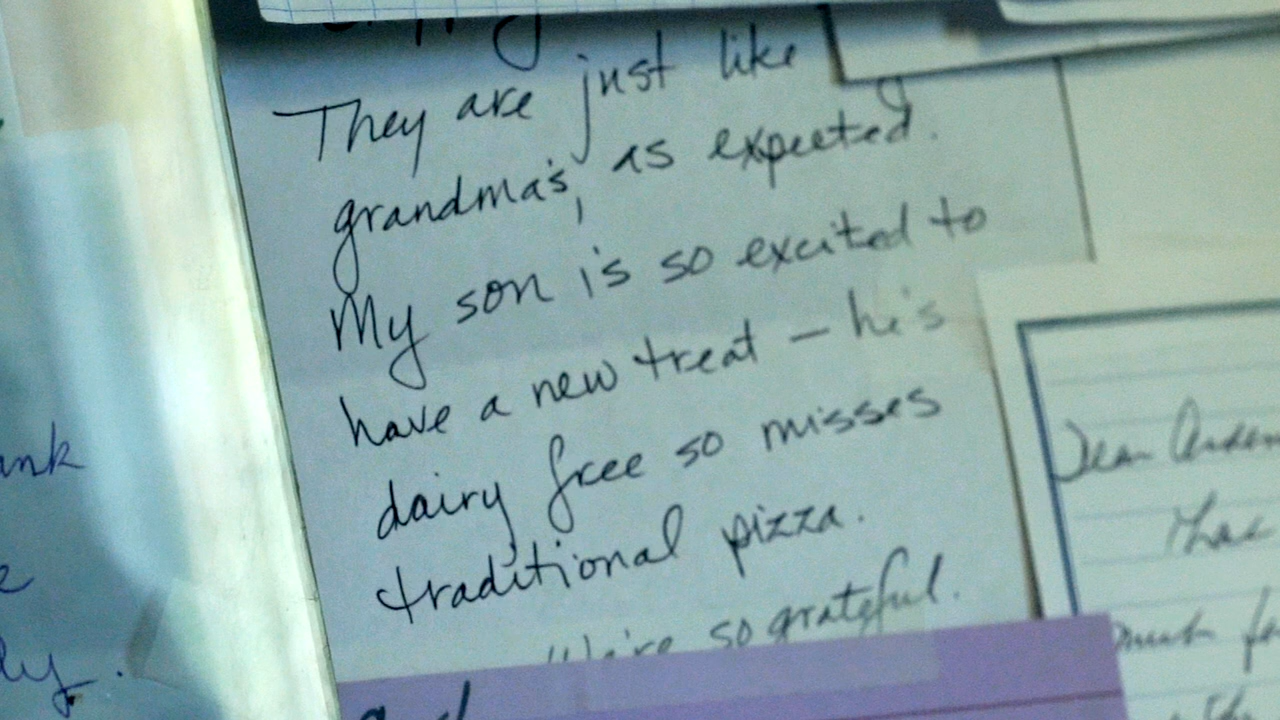 They are just like
grandma's, as expected.
My son is so excited to
have a new treat – he's
dairy free so misses
traditional pizza.
We're so grateful.
Dear